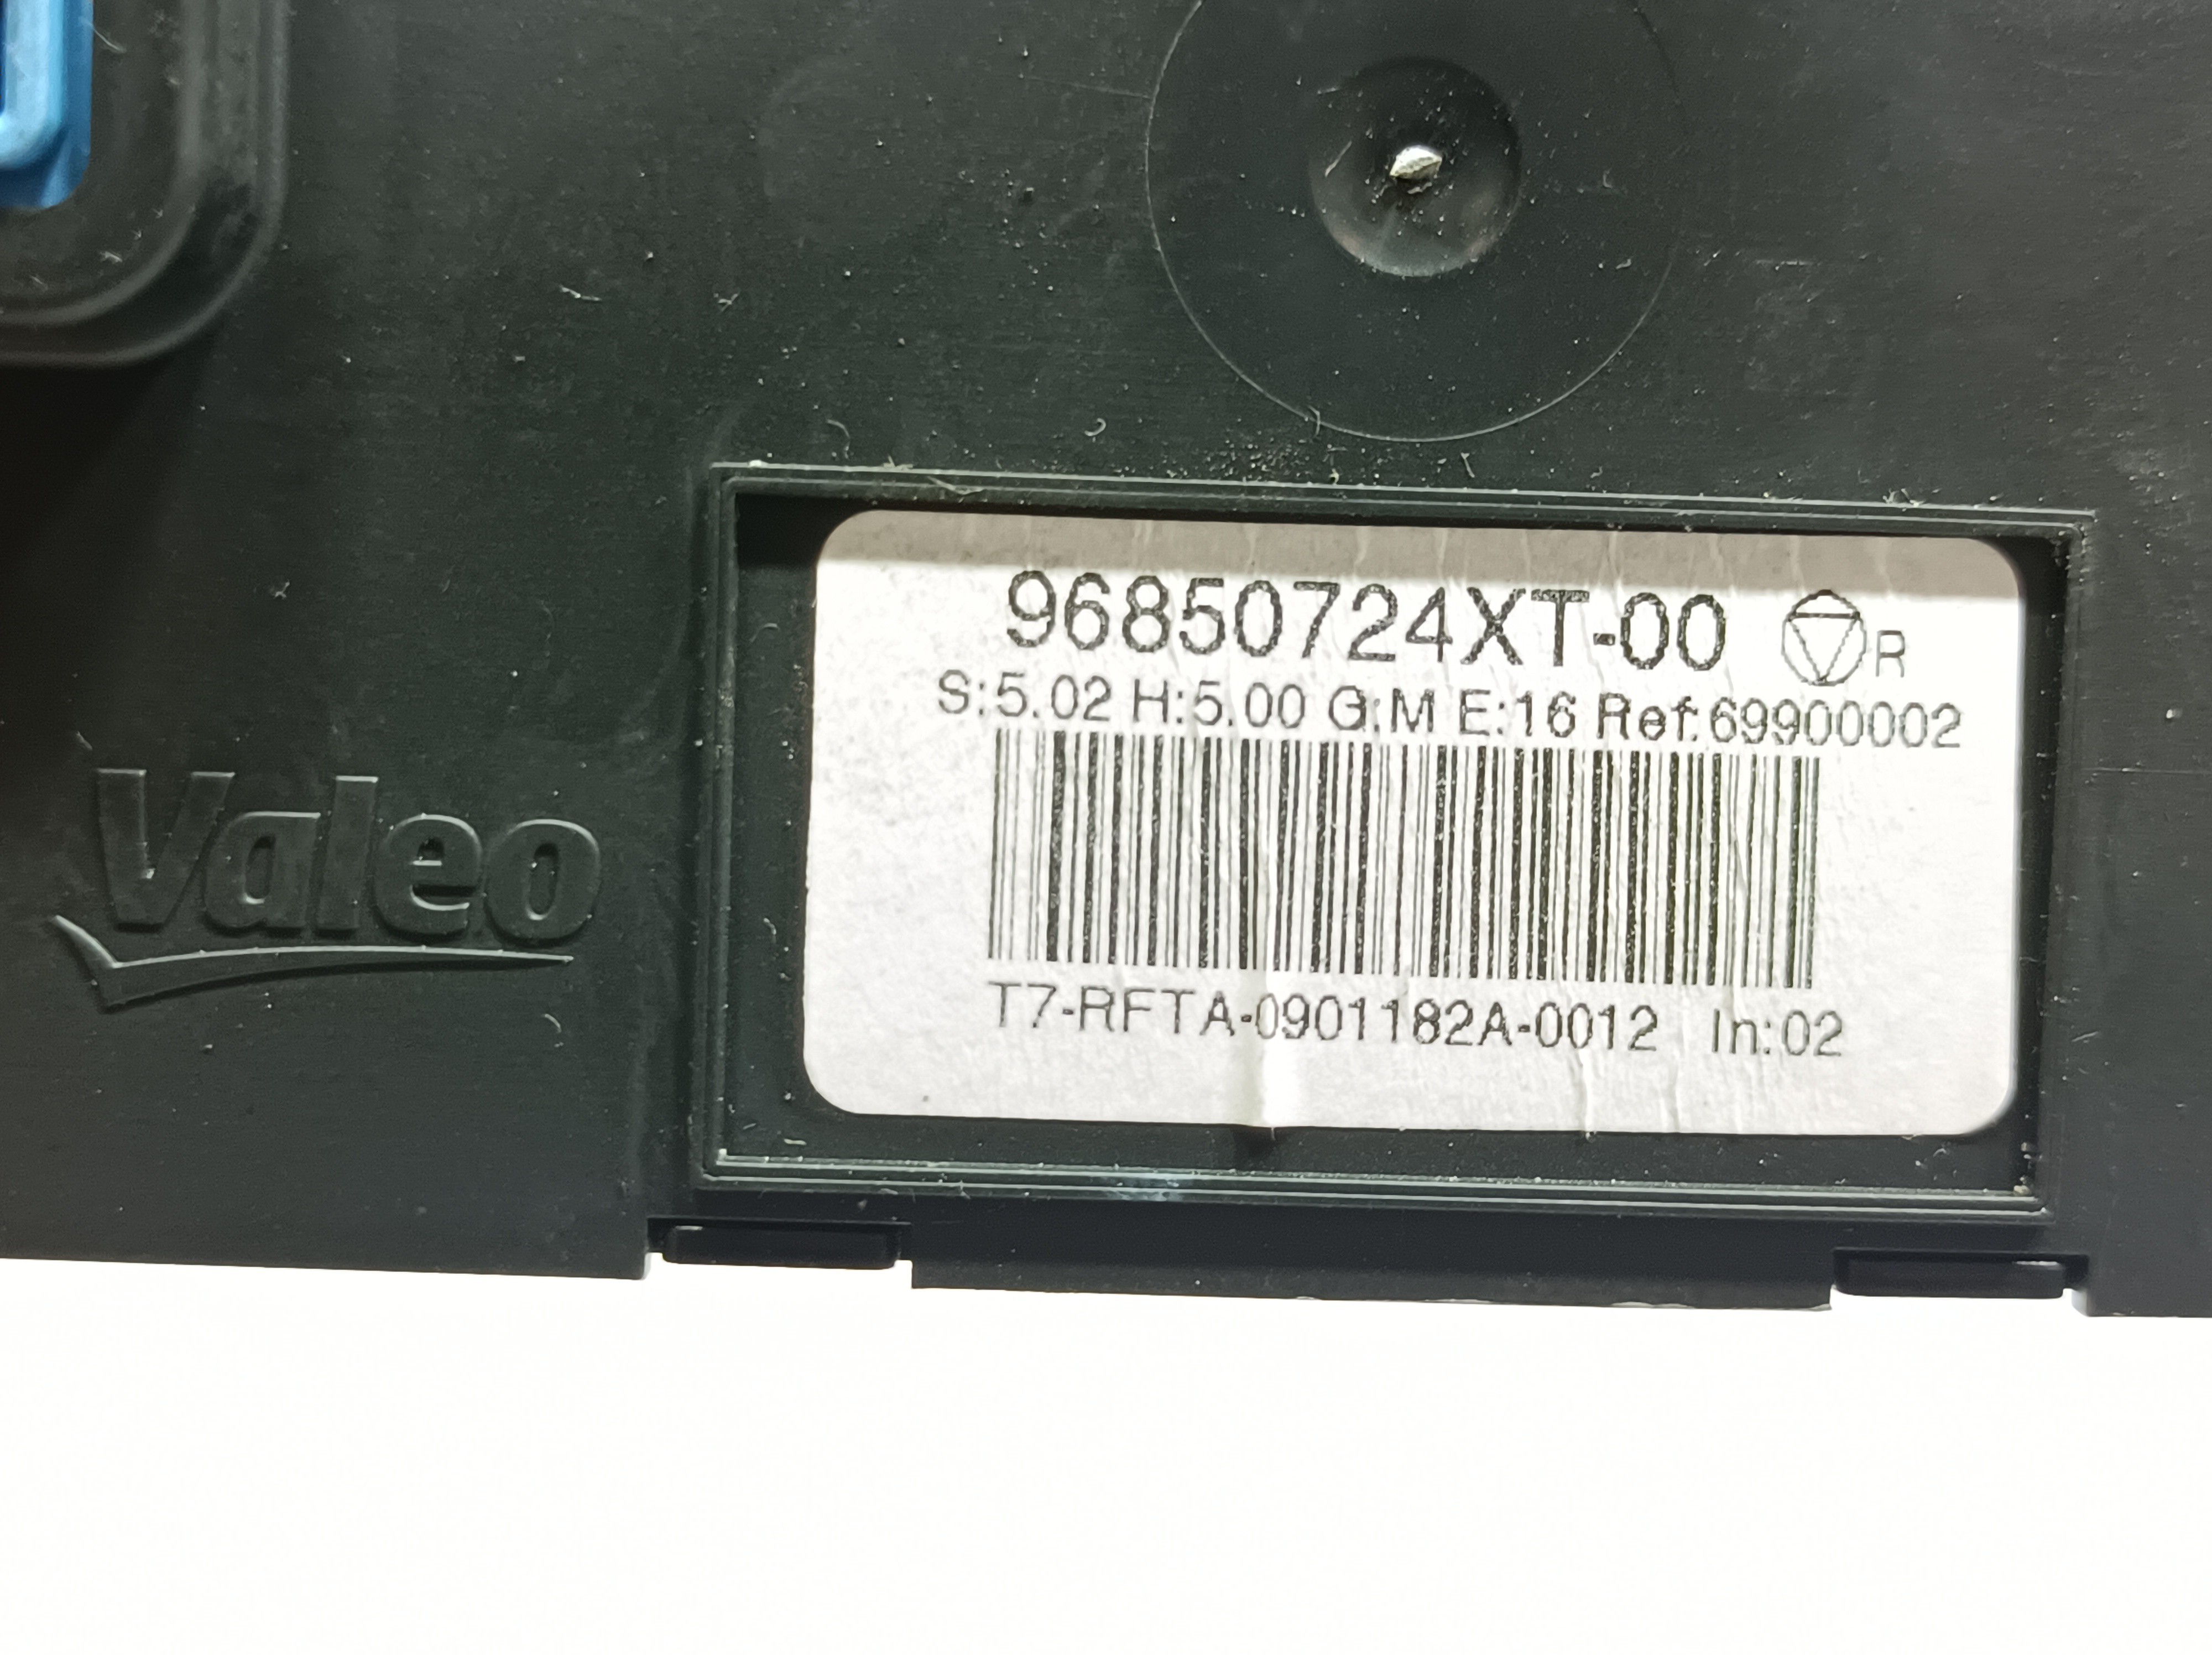 96850724XT-00 R
S:5.02 H:5.00 G:M E:16 Ref:69900002
Valeo
T7-RFTA-0901182A-0012 In:02